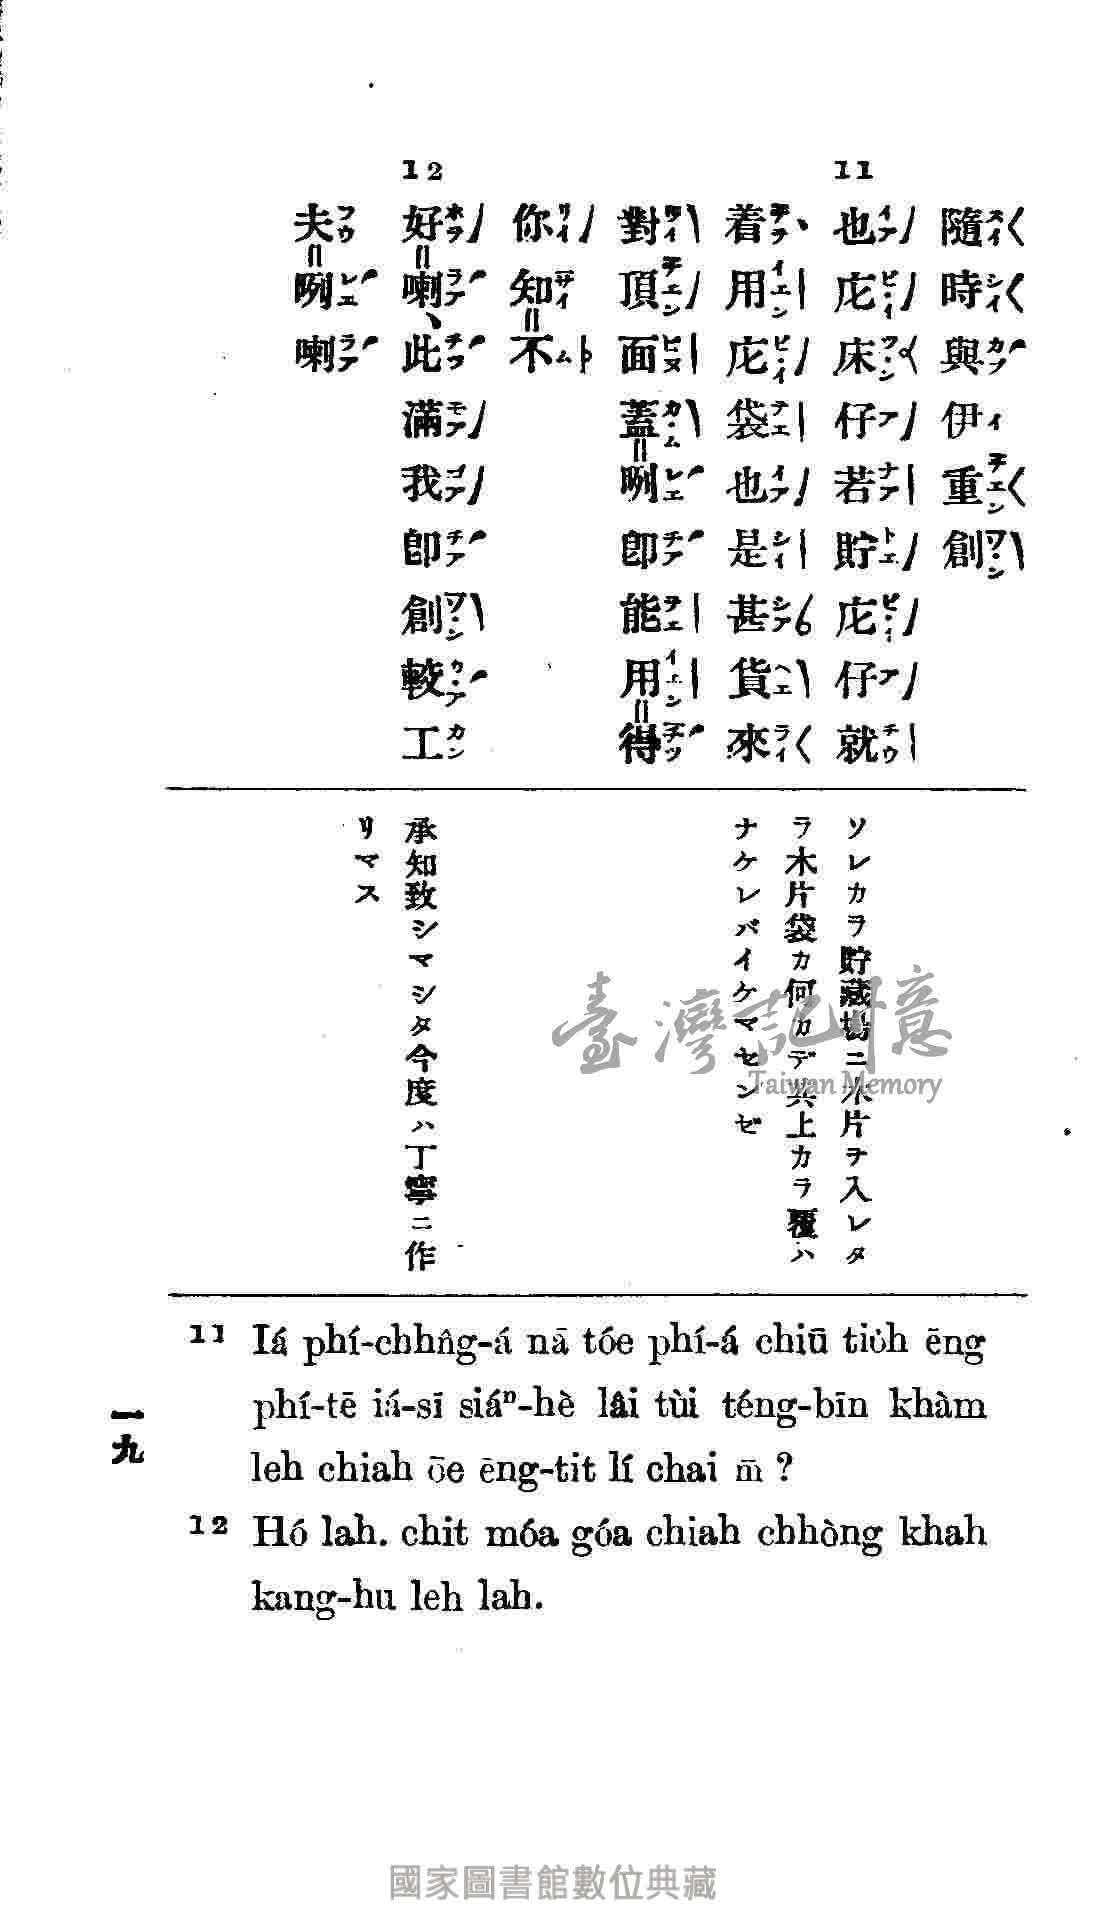 隨時與伊重創
11
也庀床仔若貯庀仔就
着用庀袋也是甚貨來
對頂面蓋咧卽能用得
你知不
12
好喇、此滿我卽創較工
夫咧喇
ソレカラ貯藏場ニ木片ヲ入レタ
ラ木片袋カ何カデ其上カラ覆ハ
ナケレバイケマセンゼ
承知致シマシタ今度ハ丁寧ニ作
リマス
11 Iá phí-chhn̂g-á nā tóe phí-á chiū tio̍h ēng
phí-tē iá-sī siáⁿ-hè lâi tùi téng-bīn khàm
leh chiah ōe ēng-tit lí chai m̄ ?
12 Hó lah. chit móa góa chiah chhòng khah
kang-hu leh lah.
一九
臺灣記憶
Taiwan Memory
國家圖書館數位典藏